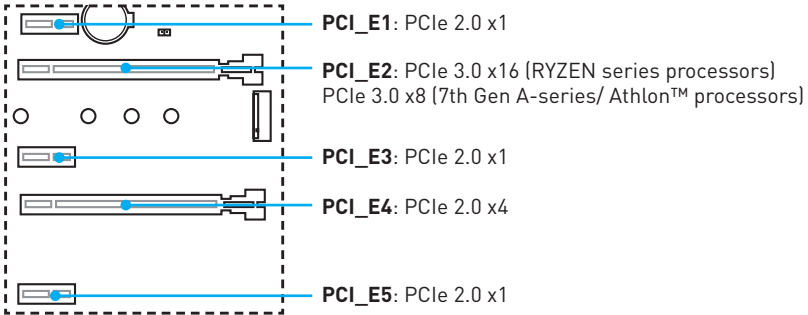 PCI_E1: PCIe 2.0 x1
PCI_E2: PCIe 3.0 x16 (RYZEN series processors)
PCIe 3.0 x8 (7th Gen A-series/ Athlon™ processors)
PCI_E3: PCIe 2.0 x1
PCI_E4: PCIe 2.0 x4
PCI_E5: PCIe 2.0 x1